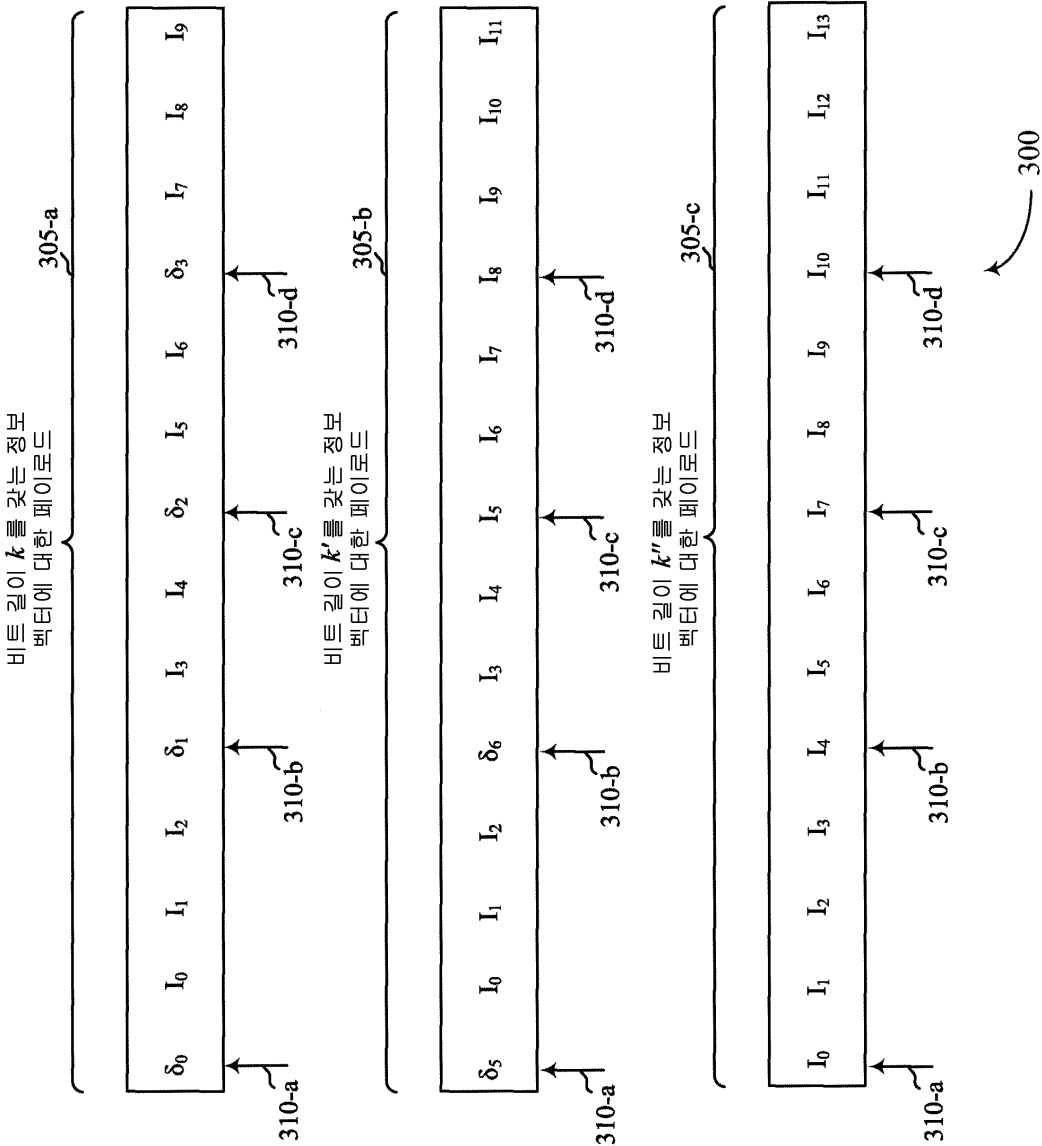 비트 길이 k 를 갖는 정보
벡터에 대한 페이로드
305-a
δ0 I0 I1 I2 δ1 I3 I4 δ2 I5 I6 δ3 I7 I8 I9
310-a 310-b 310-c 310-d
비트 길이 k′ 를 갖는 정보
벡터에 대한 페이로드
305-b
δ5 I0 I1 I2 δ6 I3 I4 I5 I6 I7 I8 I9 I10 I11
310-a 310-b 310-c 310-d
비트 길이 k″ 를 갖는 정보
벡터에 대한 페이로드
305-c
I0 I1 I2 I3 I4 I5 I6 I7 I8 I9 I10 I11 I12 I13
310-a 310-b 310-c 310-d
300